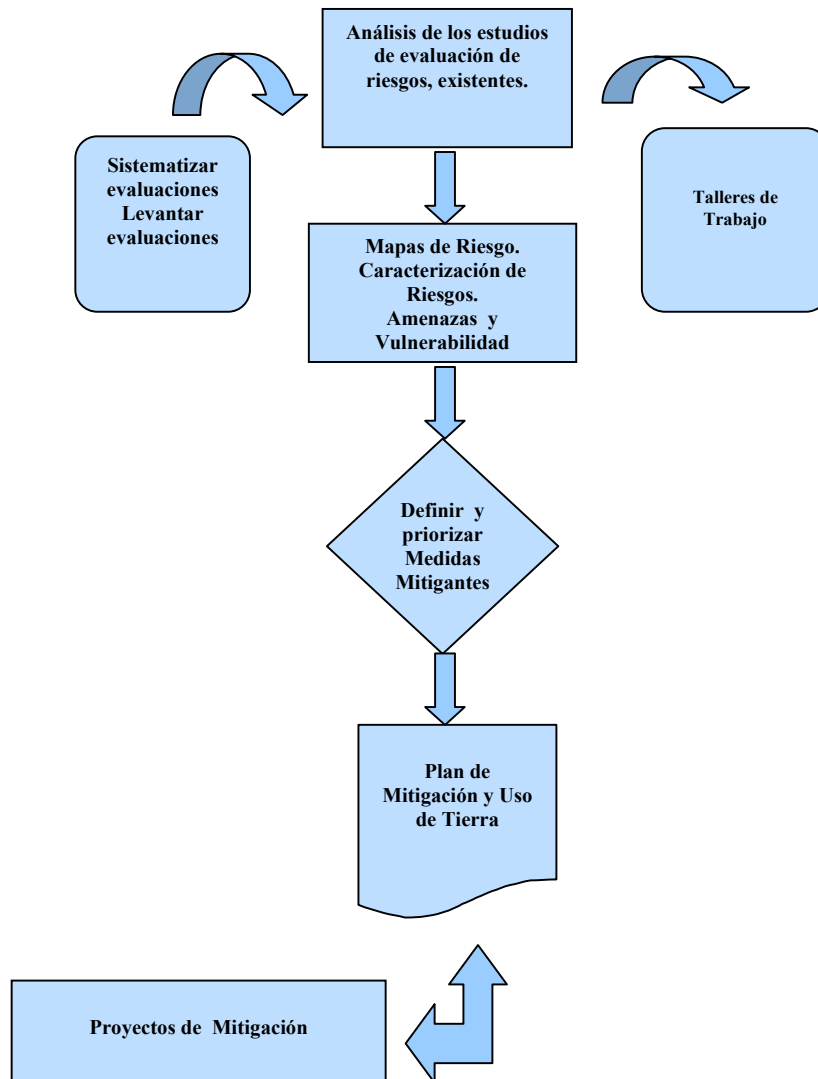 Análisis de los estudios
de evaluación de
riesgos, existentes.
Sistematizar
evaluaciones
Levantar
evaluaciones
Talleres de
Trabajo
Mapas de Riesgo.
Caracterización de
Riesgos.
Amenazas y
Vulnerabilidad
Definir y
priorizar
Medidas
Mitigantes
Plan de
Mitigación y Uso
de Tierra
Proyectos de Mitigación